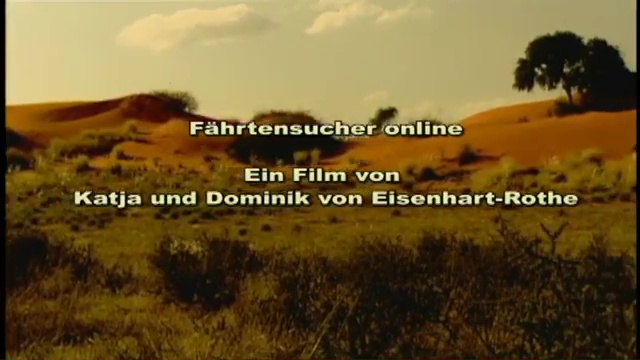 Fährtensucher online
Ein Film von
Katja und Dominik von Eisenhart-Rothe